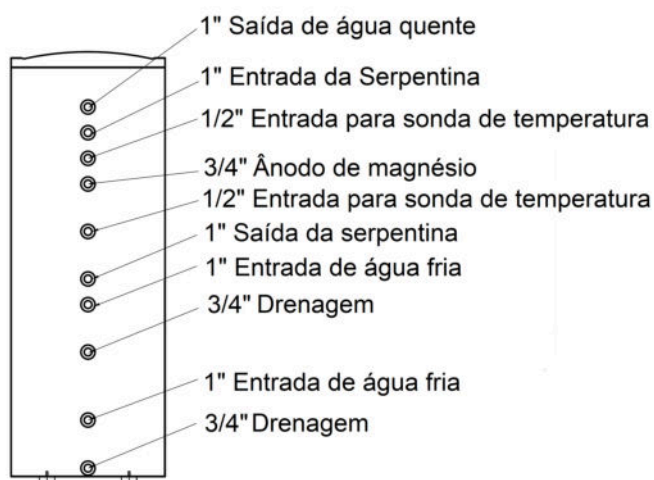 1" Saída de água quente
1" Entrada da Serpentina
1/2" Entrada para sonda de temperatura
3/4" Ânodo de magnésio
1/2" Entrada para sonda de temperatura
1" Saída da serpentina
1" Entrada de água fria
3/4" Drenagem
1" Entrada de água fria
3/4" Drenagem